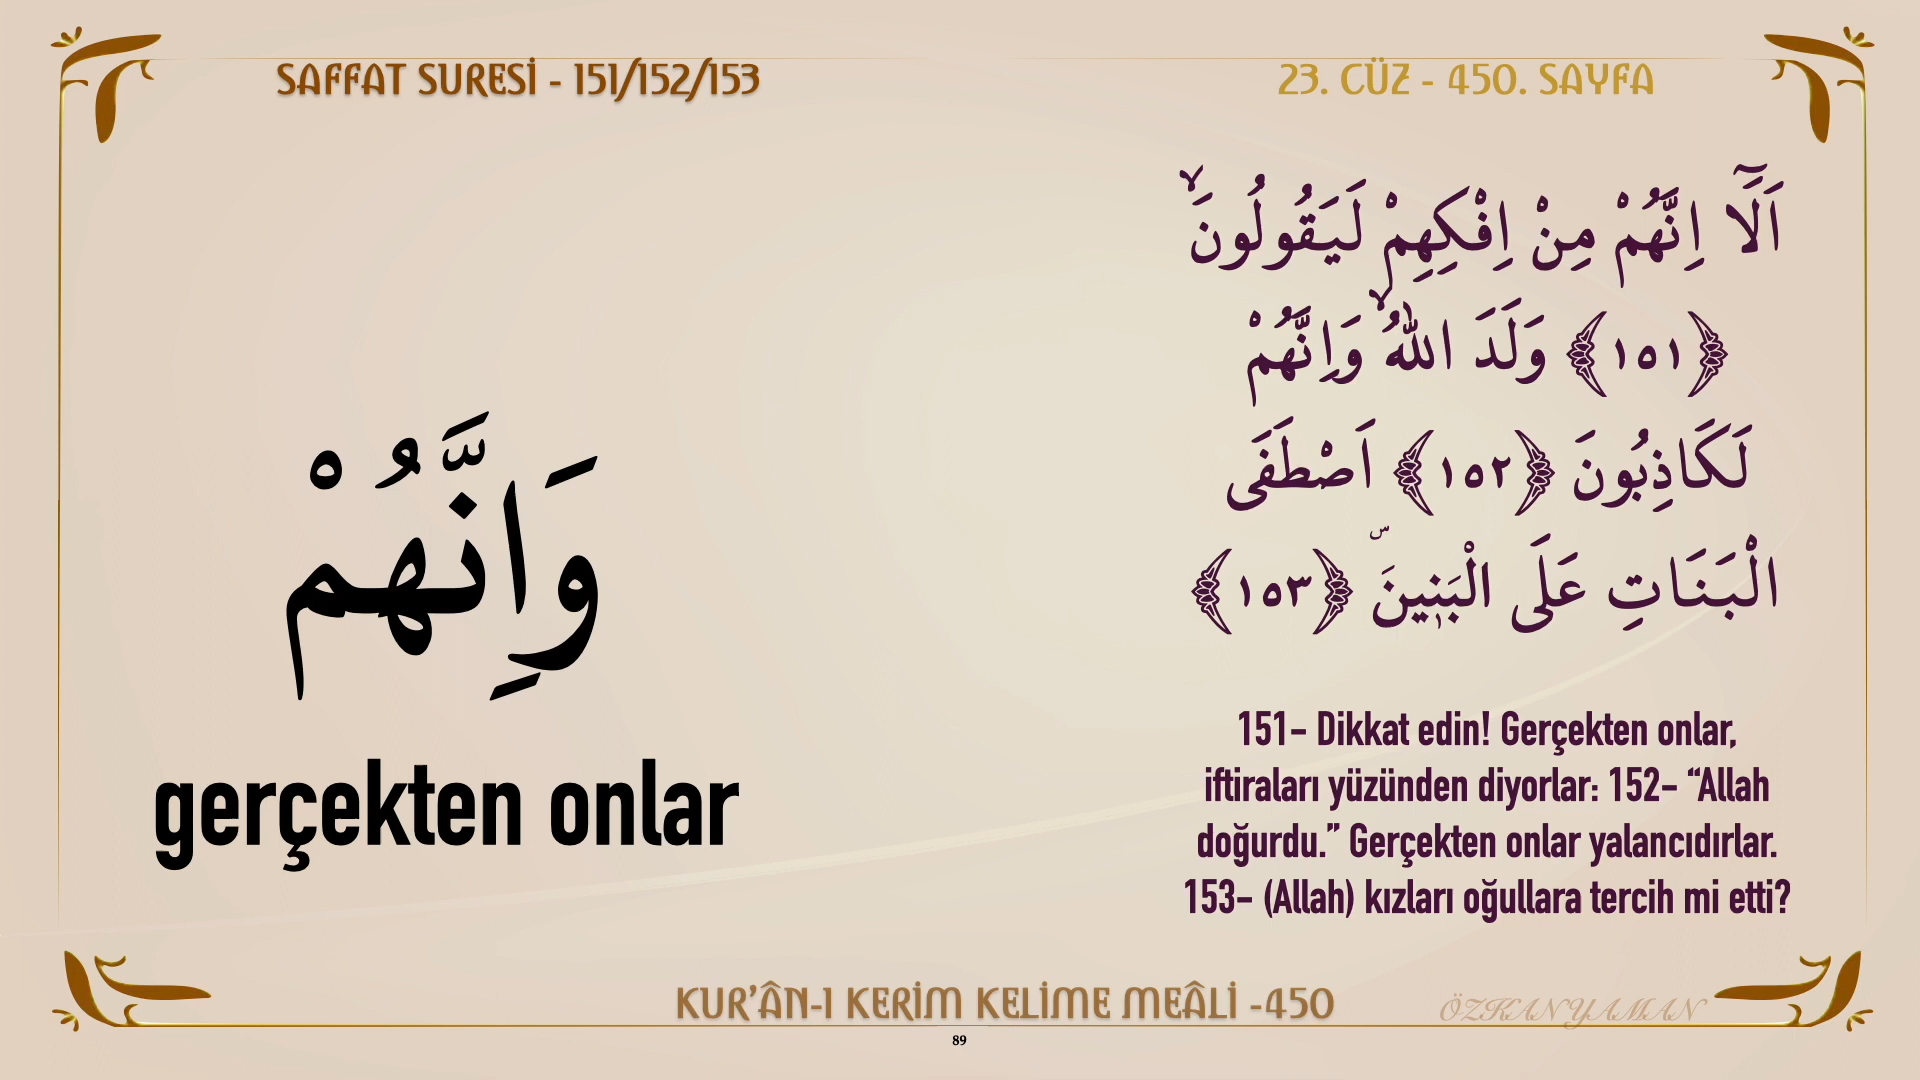 SAFFAT SURESİ - 151/152/153
23. CÜZ - 450. SAYFA
وَاِنَّهُمْ
gerçekten onlar
اَلَٓا اِنَّهُمْ مِنْ اِفْكِهِمْ لَيَقُولُونَۙ
﴿١٥١﴾ وَلَدَ اللّٰهُۙ وَاِنَّهُمْ
لَكَاذِبُونَ ﴿١٥٢﴾ اَصْطَفَى
الْبَنَاتِ عَلَى الْبَن۪ينَۜ ﴿١٥٣﴾
151- Dikkat edin! Gerçekten onlar,
iftiraları yüzünden diyorlar: 152- “Allah
doğurdu.” Gerçekten onlar yalancıdırlar.
153- (Allah) kızları oğullara tercih mi etti?
KUR’ÂN-I KERİM KELİME MEÂLİ -450
ÖZKAN YAMAN
89